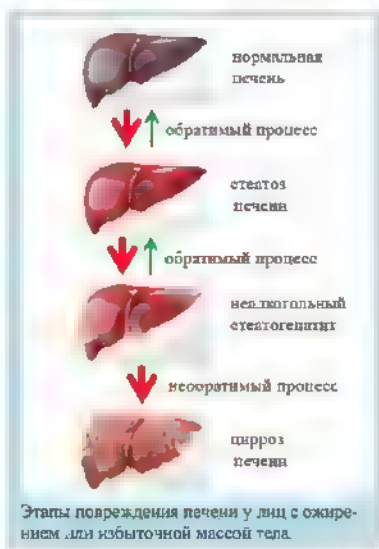 нормальная
печень
обратимый процесс
стеатоз
печени
обратимый процесс
неалкогольный
стеатогепатит
необратимый процесс
цирроз
печени
Этапы повреждения печени у лиц с ожире-
нием или избыточной массой тела.